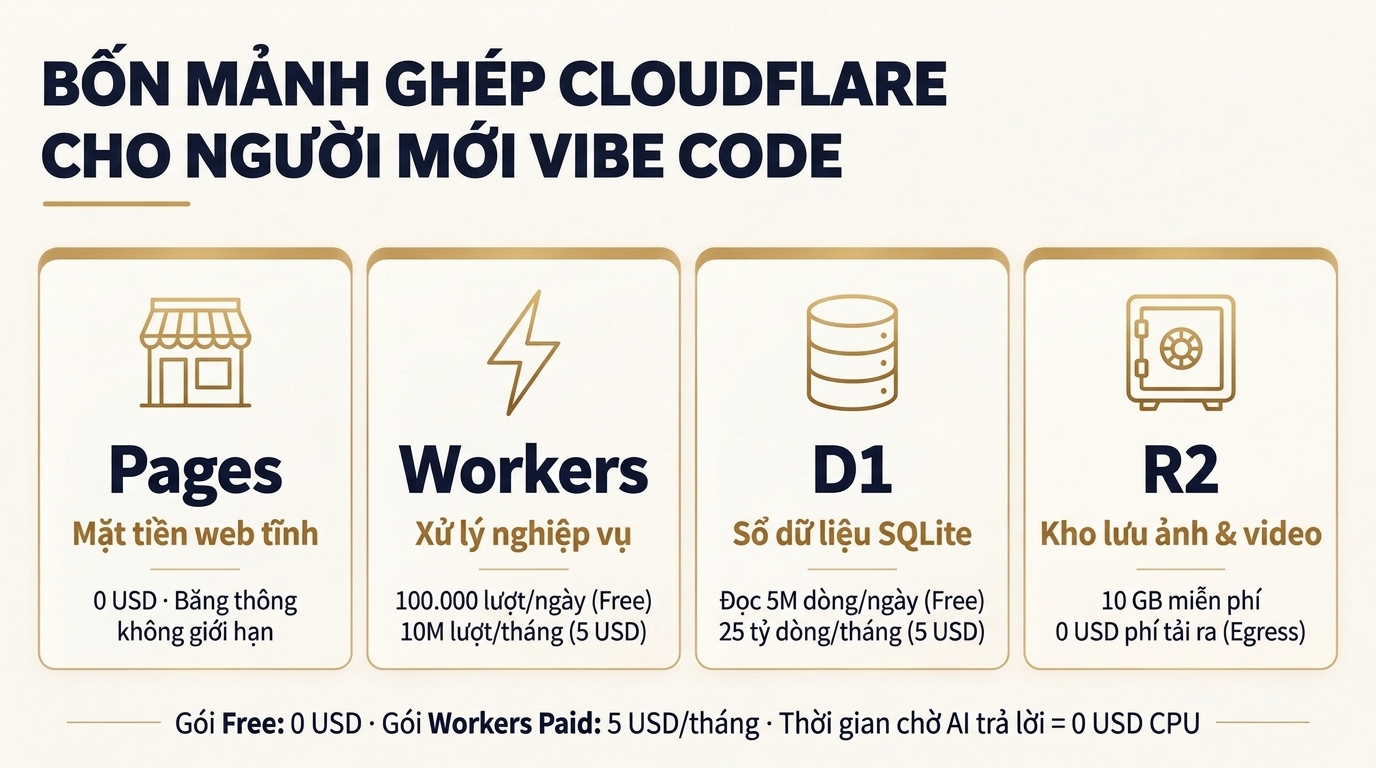 BỐN MẢNH GHÉP CLOUDFLARE
CHO NGƯỜI MỚI VIBE CODE
Pages
Mặt tiền web tĩnh
0 USD · Băng thông
không giới hạn
Workers
Xử lý nghiệp vụ
100.000 lượt/ngày (Free)
10M lượt/tháng (5 USD)
D1
Sổ dữ liệu SQLite
Đọc 5M dòng/ngày (Free)
25 tỷ dòng/tháng (5 USD)
R2
Kho lưu ảnh & video
10 GB miễn phí
0 USD phí tải ra (Egress)
Gói Free: 0 USD · Gói Workers Paid: 5 USD/tháng · Thời gian chờ AI trả lời = 0 USD CPU